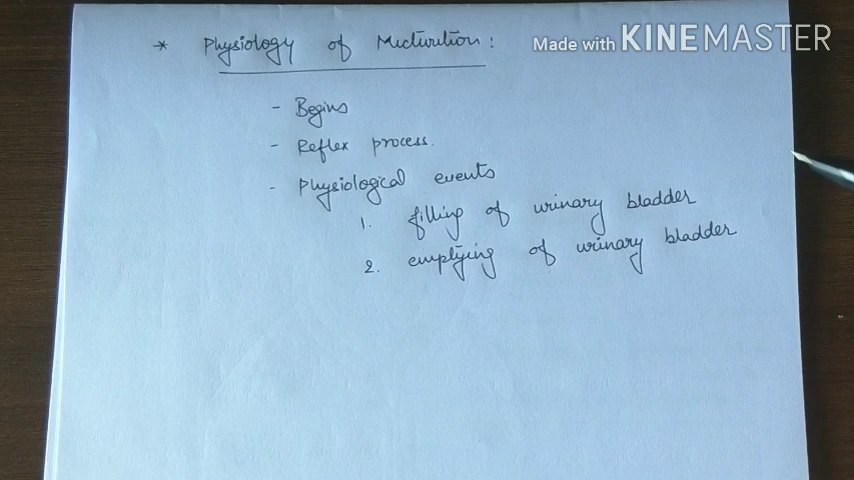 * Physiology of Micturition:
Made with KINEMASTER
- Begins
- Reflex process.
- Physiological events
1. filling of urinary bladder
2. emptying of urinary bladder